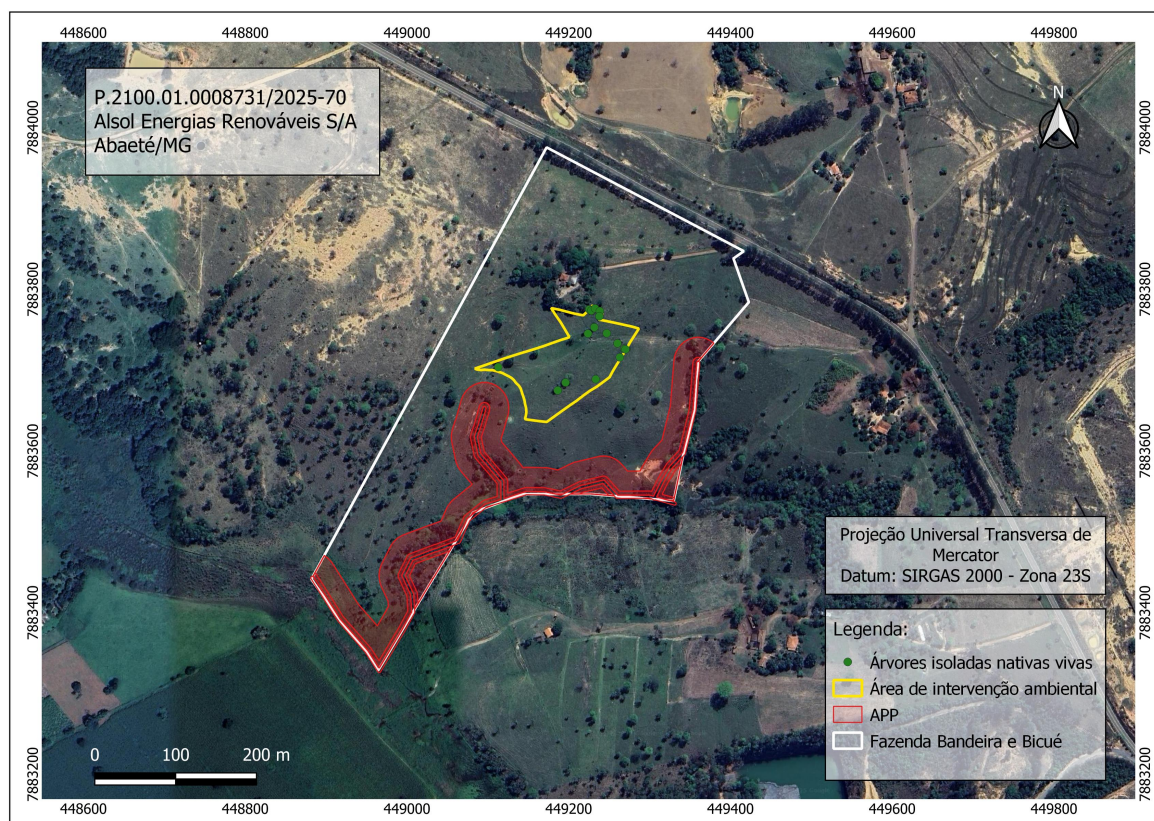 448600 448800 449000 449200 449400 449600 449800
P.2100.01.0008731/2025-70
Alsol Energias Renováveis S/A
Abaeté/MG
N
7884000 7884000
7883800 7883800
7883600 7883600
7883400 7883400
7883200 7883200
Projeção Universal Transversa de
Mercator
Datum: SIRGAS 2000 - Zona 23S
Legenda:
Árvores isoladas nativas vivas
Área de intervenção ambiental
APP
Fazenda Bandeira e Bicué
0 100 200 m
448600 448800 449000 449200 449400 449600 449800